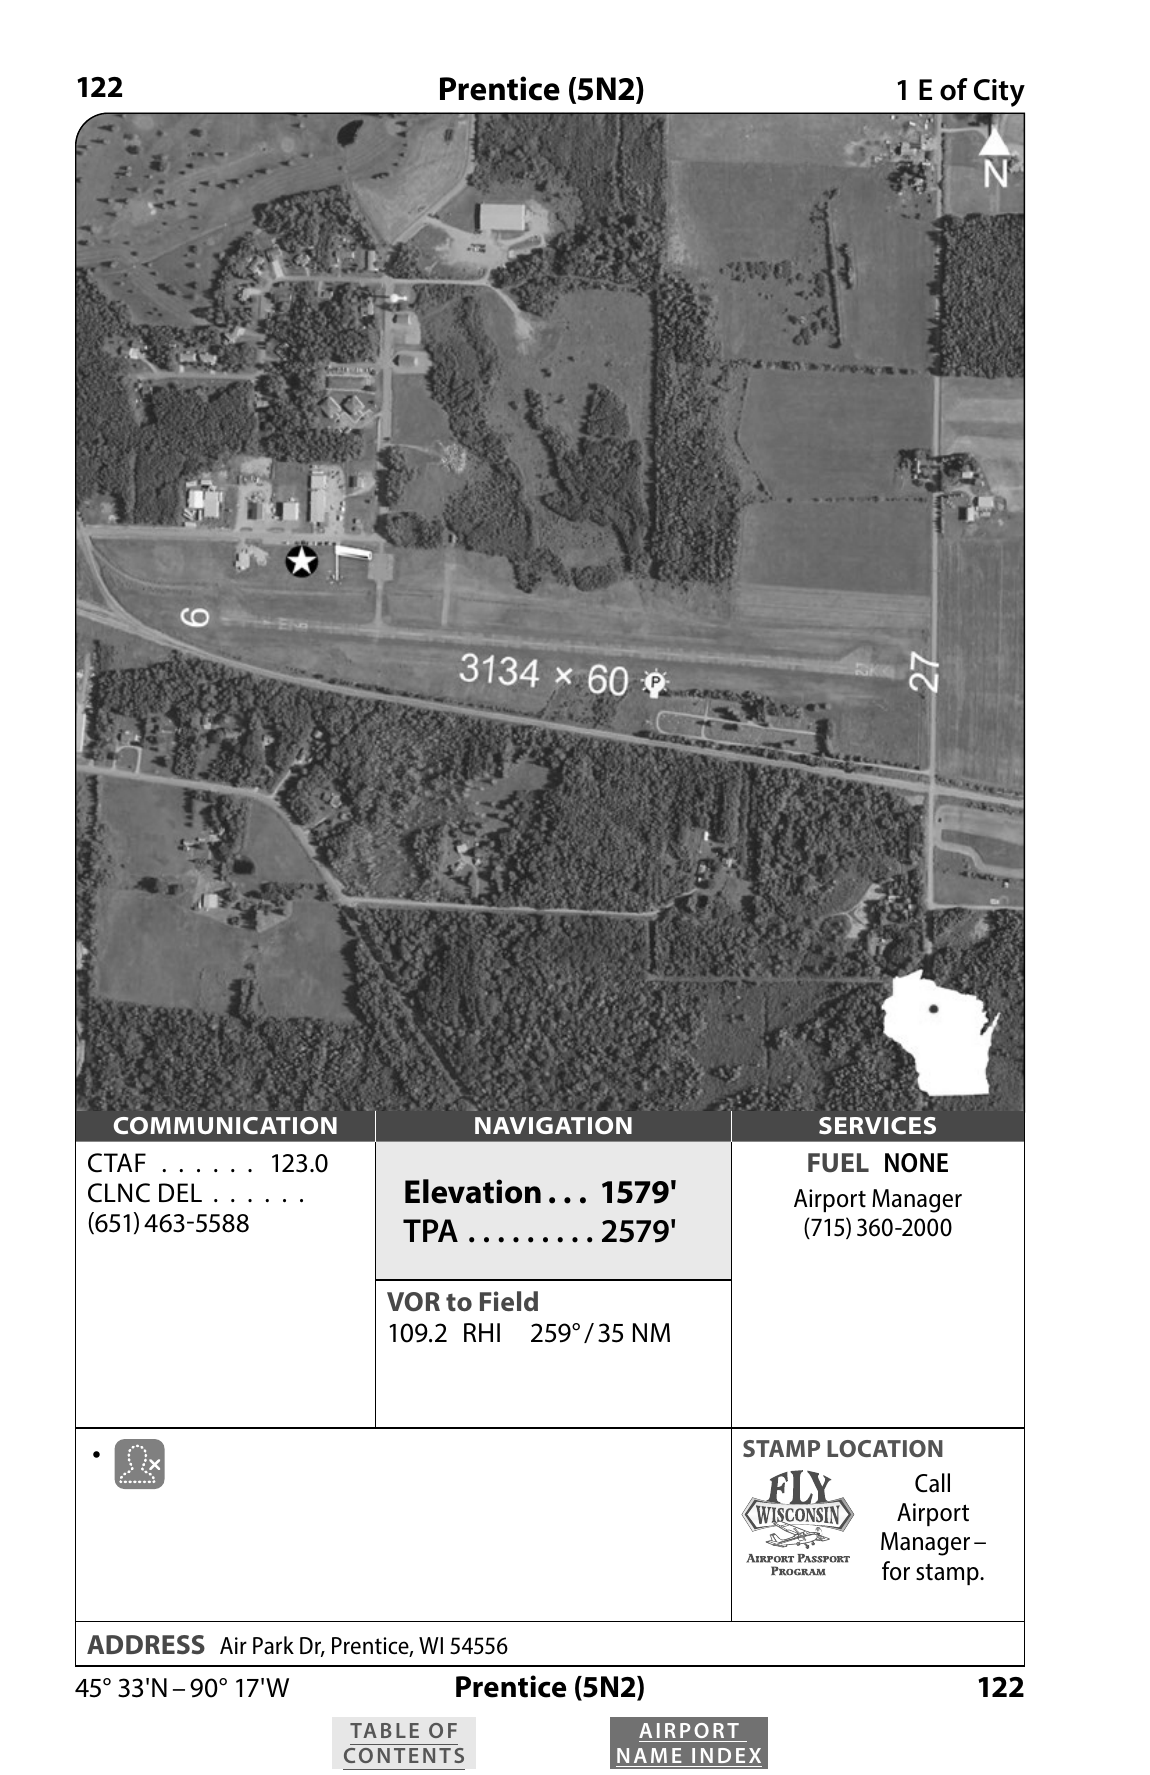 122 Prentice (5N2) 1 E of City
N
6
3134 × 60 P
27
COMMUNICATION NAVIGATION SERVICES
CTAF . . . . . . 123.0
CLNC DEL . . . . . .
(651) 463-5588
Elevation . . . 1579'
TPA . . . . . . . . . 2579'
VOR to Field
109.2 RHI 259° / 35 NM
FUEL NONE
Airport Manager
(715) 360-2000
•
STAMP LOCATION
FLY
WISCONSIN
AIRPORT PASSPORT
PROGRAM
Call
Airport
Manager –
for stamp.
ADDRESS Air Park Dr, Prentice, WI 54556
45° 33'N – 90° 17'W Prentice (5N2) 122
TABLE OF
CONTENTS
AIRPORT
NAME INDEX